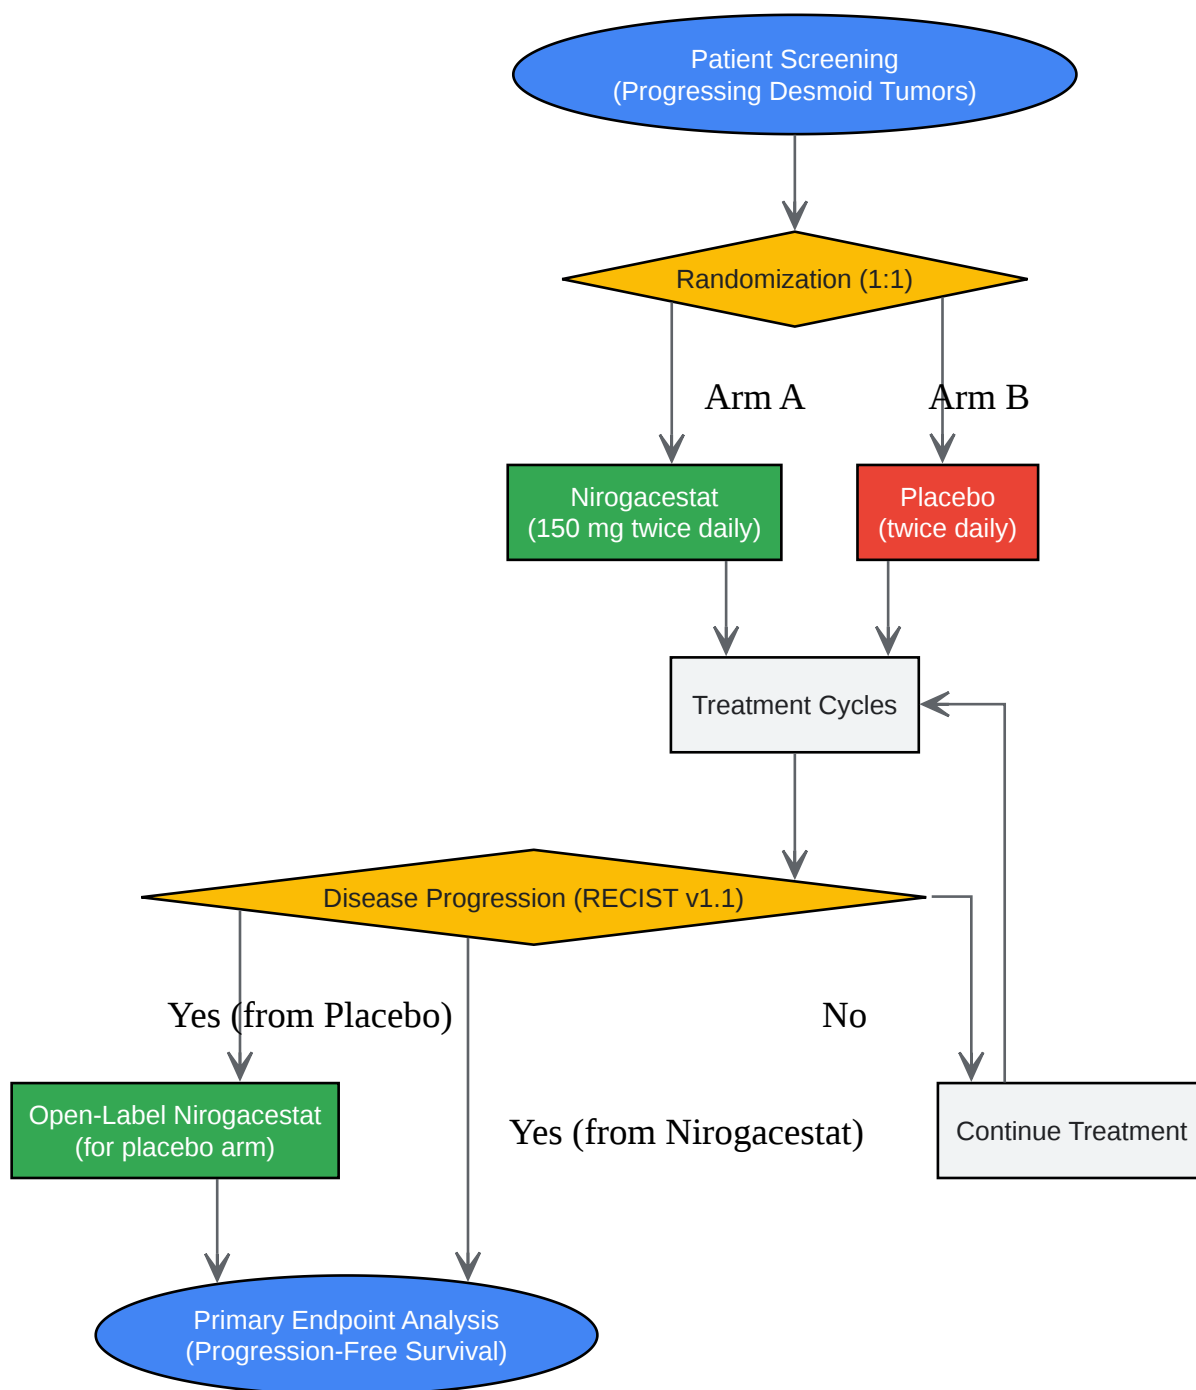 Patient Screening
(Progressing Desmoid Tumors)
Randomization (1:1)
Arm A
Arm B
Nirogacestat
(150 mg twice daily)
Placebo
(twice daily)
Treatment Cycles
Disease Progression (RECIST v1.1)
Yes (from Placebo)
No
Open-Label Nirogacestat
(for placebo arm)
Yes (from Nirogacestat)
Continue Treatment
Primary Endpoint Analysis
(Progression-Free Survival)